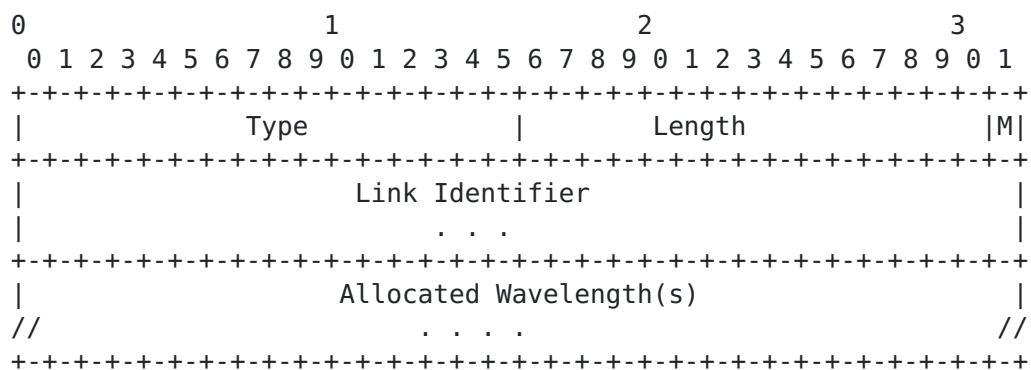 0                   1                   2                   3
 0 1 2 3 4 5 6 7 8 9 0 1 2 3 4 5 6 7 8 9 0 1 2 3 4 5 6 7 8 9 0 1
+-+-+-+-+-+-+-+-+-+-+-+-+-+-+-+-+-+-+-+-+-+-+-+-+-+-+-+-+-+-+-+-+
|              Type             |        Length               |M|
+-+-+-+-+-+-+-+-+-+-+-+-+-+-+-+-+-+-+-+-+-+-+-+-+-+-+-+-+-+-+-+-+
|                     Link Identifier                           |
|                          . . .                                |
+-+-+-+-+-+-+-+-+-+-+-+-+-+-+-+-+-+-+-+-+-+-+-+-+-+-+-+-+-+-+-+-+
|                    Allocated Wavelength(s)                    |
//                        . . . .                              //
+-+-+-+-+-+-+-+-+-+-+-+-+-+-+-+-+-+-+-+-+-+-+-+-+-+-+-+-+-+-+-+-+